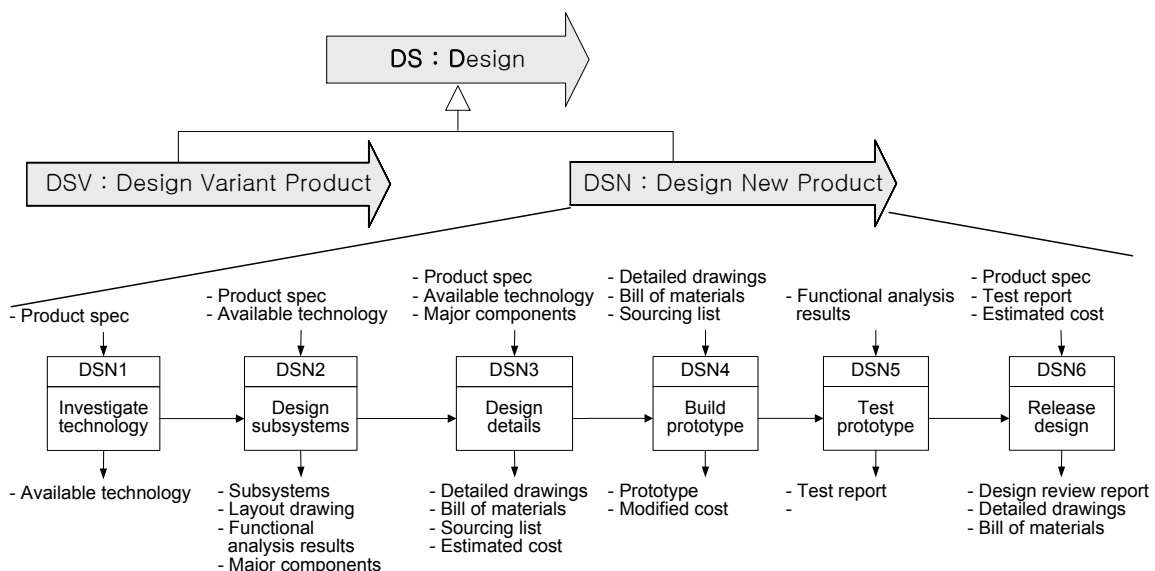 DS : Design
DSV : Design Variant Product
DSN : Design New Product
- Product spec
- Product spec
- Available technology
- Product spec
- Available technology
- Major components
- Detailed drawings
- Bill of materials
- Sourcing list
- Functional analysis
results
- Product spec
- Test report
- Estimated cost
DSN1
Investigate
technology
DSN2
Design
subsystems
DSN3
Design
details
DSN4
Build
prototype
DSN5
Test
prototype
DSN6
Release
design
- Available technology
- Subsystems
- Layout drawing
- Functional
analysis results
- Major components
- Detailed drawings
- Bill of materials
- Sourcing list
- Estimated cost
- Prototype
- Modified cost
- Test report
-
- Design review report
- Detailed drawings
- Bill of materials